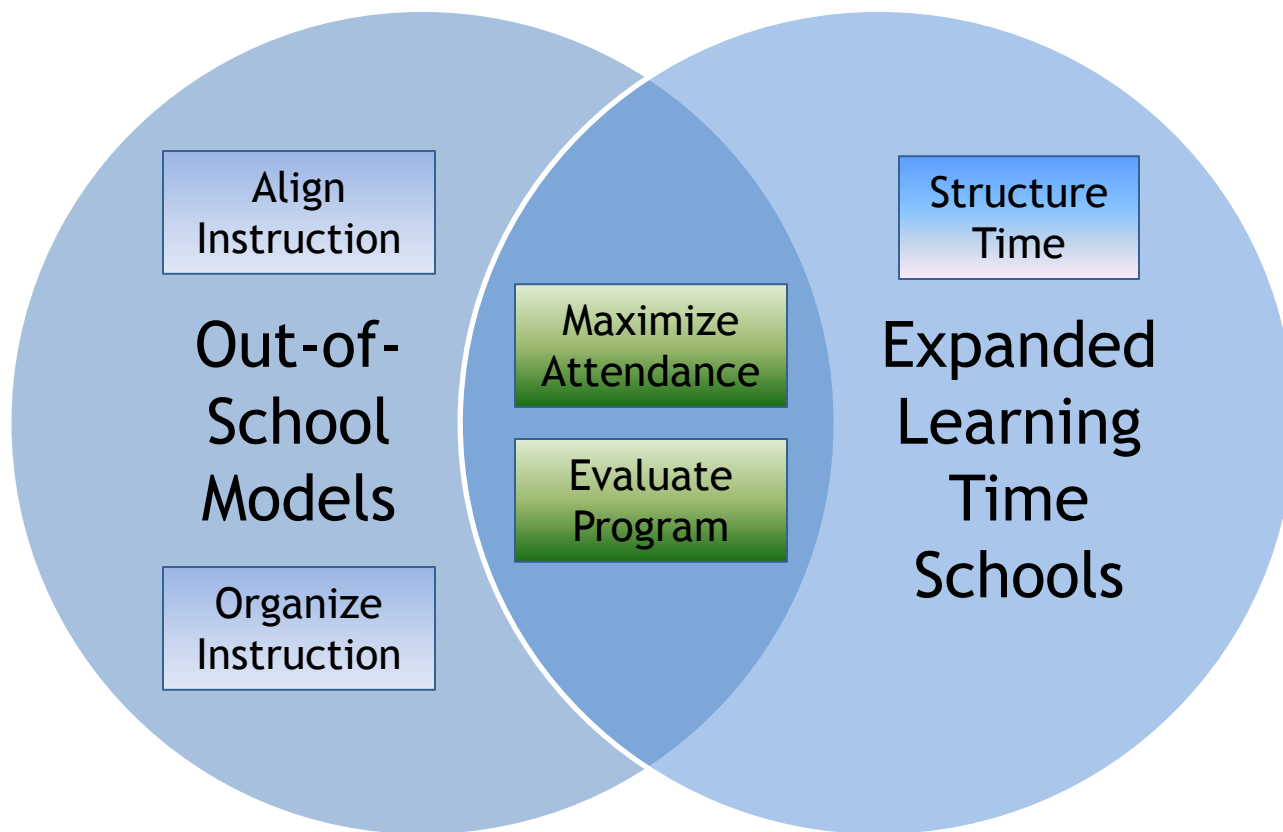 Align
Instruction
Out-of-
School
Models
Organize
Instruction
Maximize
Attendance
Evaluate
Program
Structure
Time
Expanded
Learning
Time
Schools